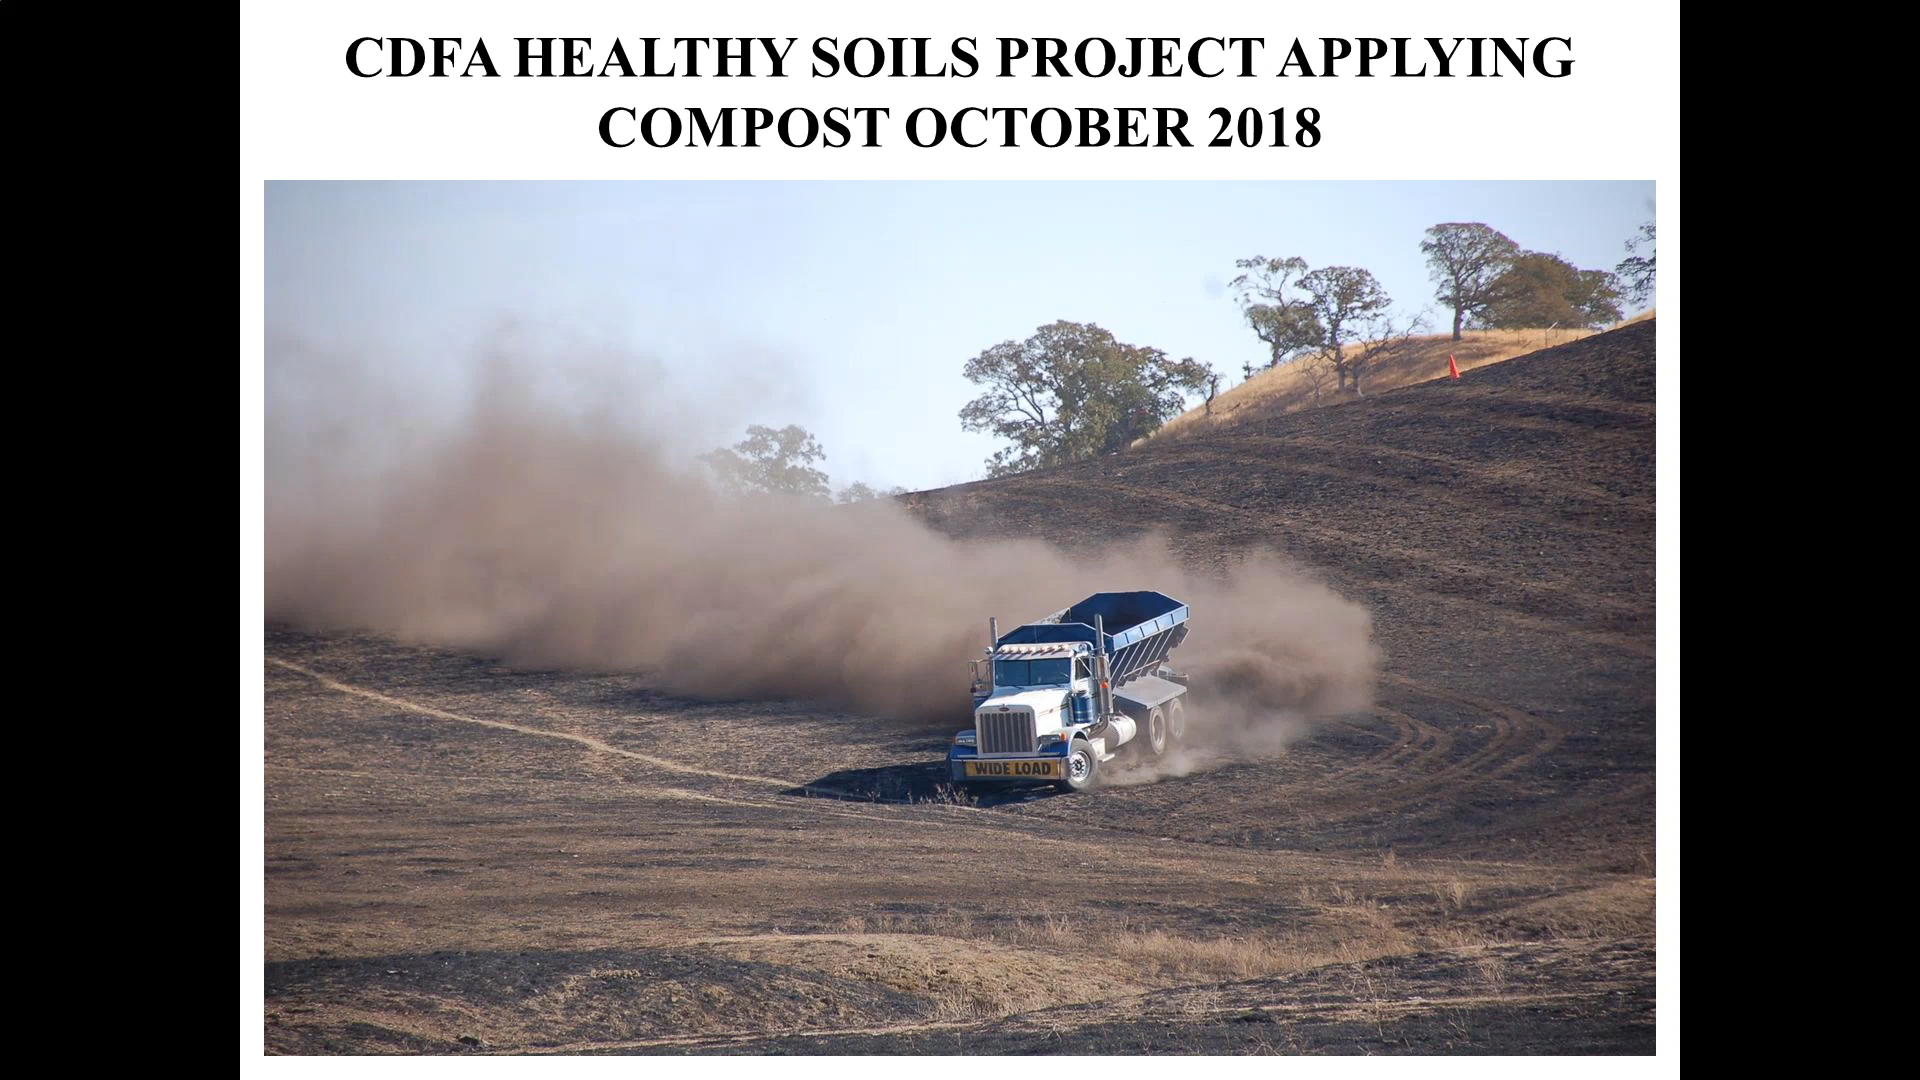 CDFA HEALTHY SOILS PROJECT APPLYING
COMPOST OCTOBER 2018
WIDE LOAD